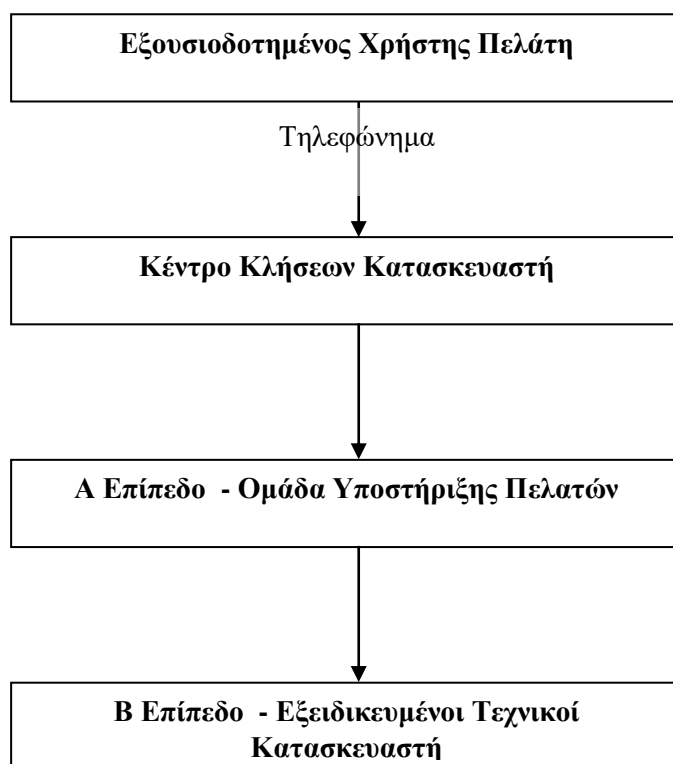 Εξουσιοδοτημένος Χρήστης Πελάτη
Τηλεφώνημα
Κέντρο Κλήσεων Κατασκευαστή
Α Επίπεδο - Ομάδα Υποστήριξης Πελατών
Β Επίπεδο - Εξειδικευμένοι Τεχνικοί
Κατασκευαστή